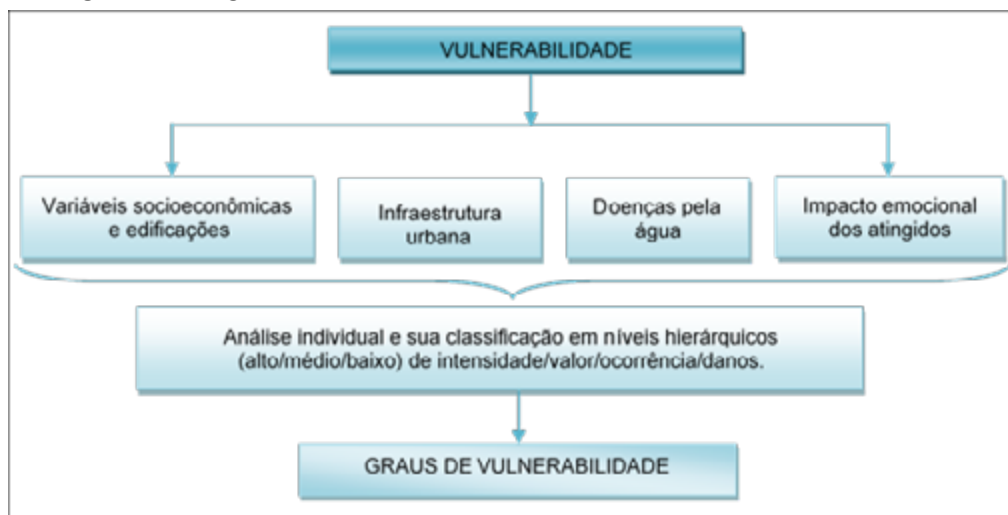 VULNERABILIDADE
Variáveis socioeconômicas
e edificações
Infraestrutura
urbana
Doenças pela
água
Impacto emocional
dos atingidos
Análise individual e sua classificação em níveis hierárquicos
(alto/médio/baixo) de intensidade/valor/ocorrência/danos.
GRAUS DE VULNERABILIDADE